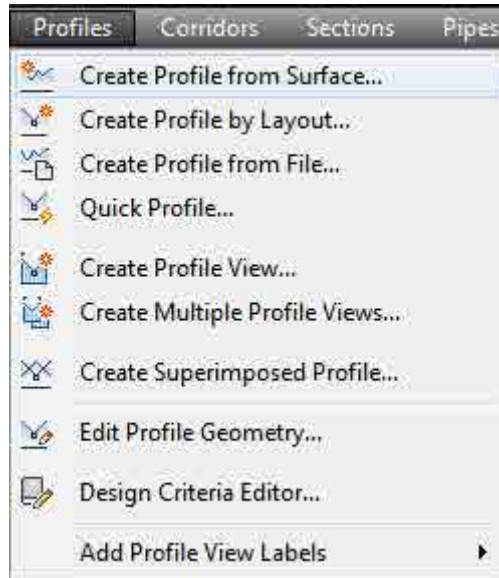 Profiles Corridors Sections Pipes
Create Profile from Surface...
Create Profile by Layout...
Create Profile from File...
Quick Profile...
Create Profile View...
Create Multiple Profile Views...
Create Superimposed Profile...
Edit Profile Geometry...
Design Criteria Editor...
Add Profile View Labels